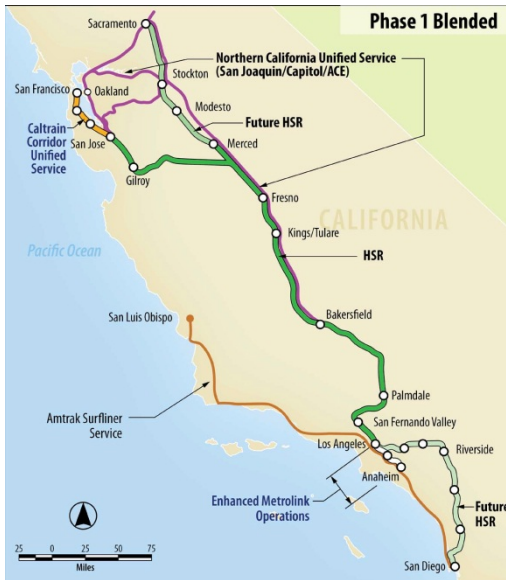 Phase 1 Blended
Sacramento
Northern California Unified Service
(San Joaquin/Capitol/ACE)
Stockton
San Francisco
Oakland
Modesto
Future HSR
Caltrain
Corridor
Unified
Service
San Jose
Merced
Gilroy
Fresno
CALIFORNIA
Kings/Tulare
Pacific Ocean
HSR
San Luis Obispo
Bakersfield
Palmdale
Amtrak Surfliner
Service
San Fernando Valley
Los Angeles
Riverside
Anaheim
Enhanced Metrolink
Operations
Future
HSR
San Diego
25 0 25 50 75
Miles